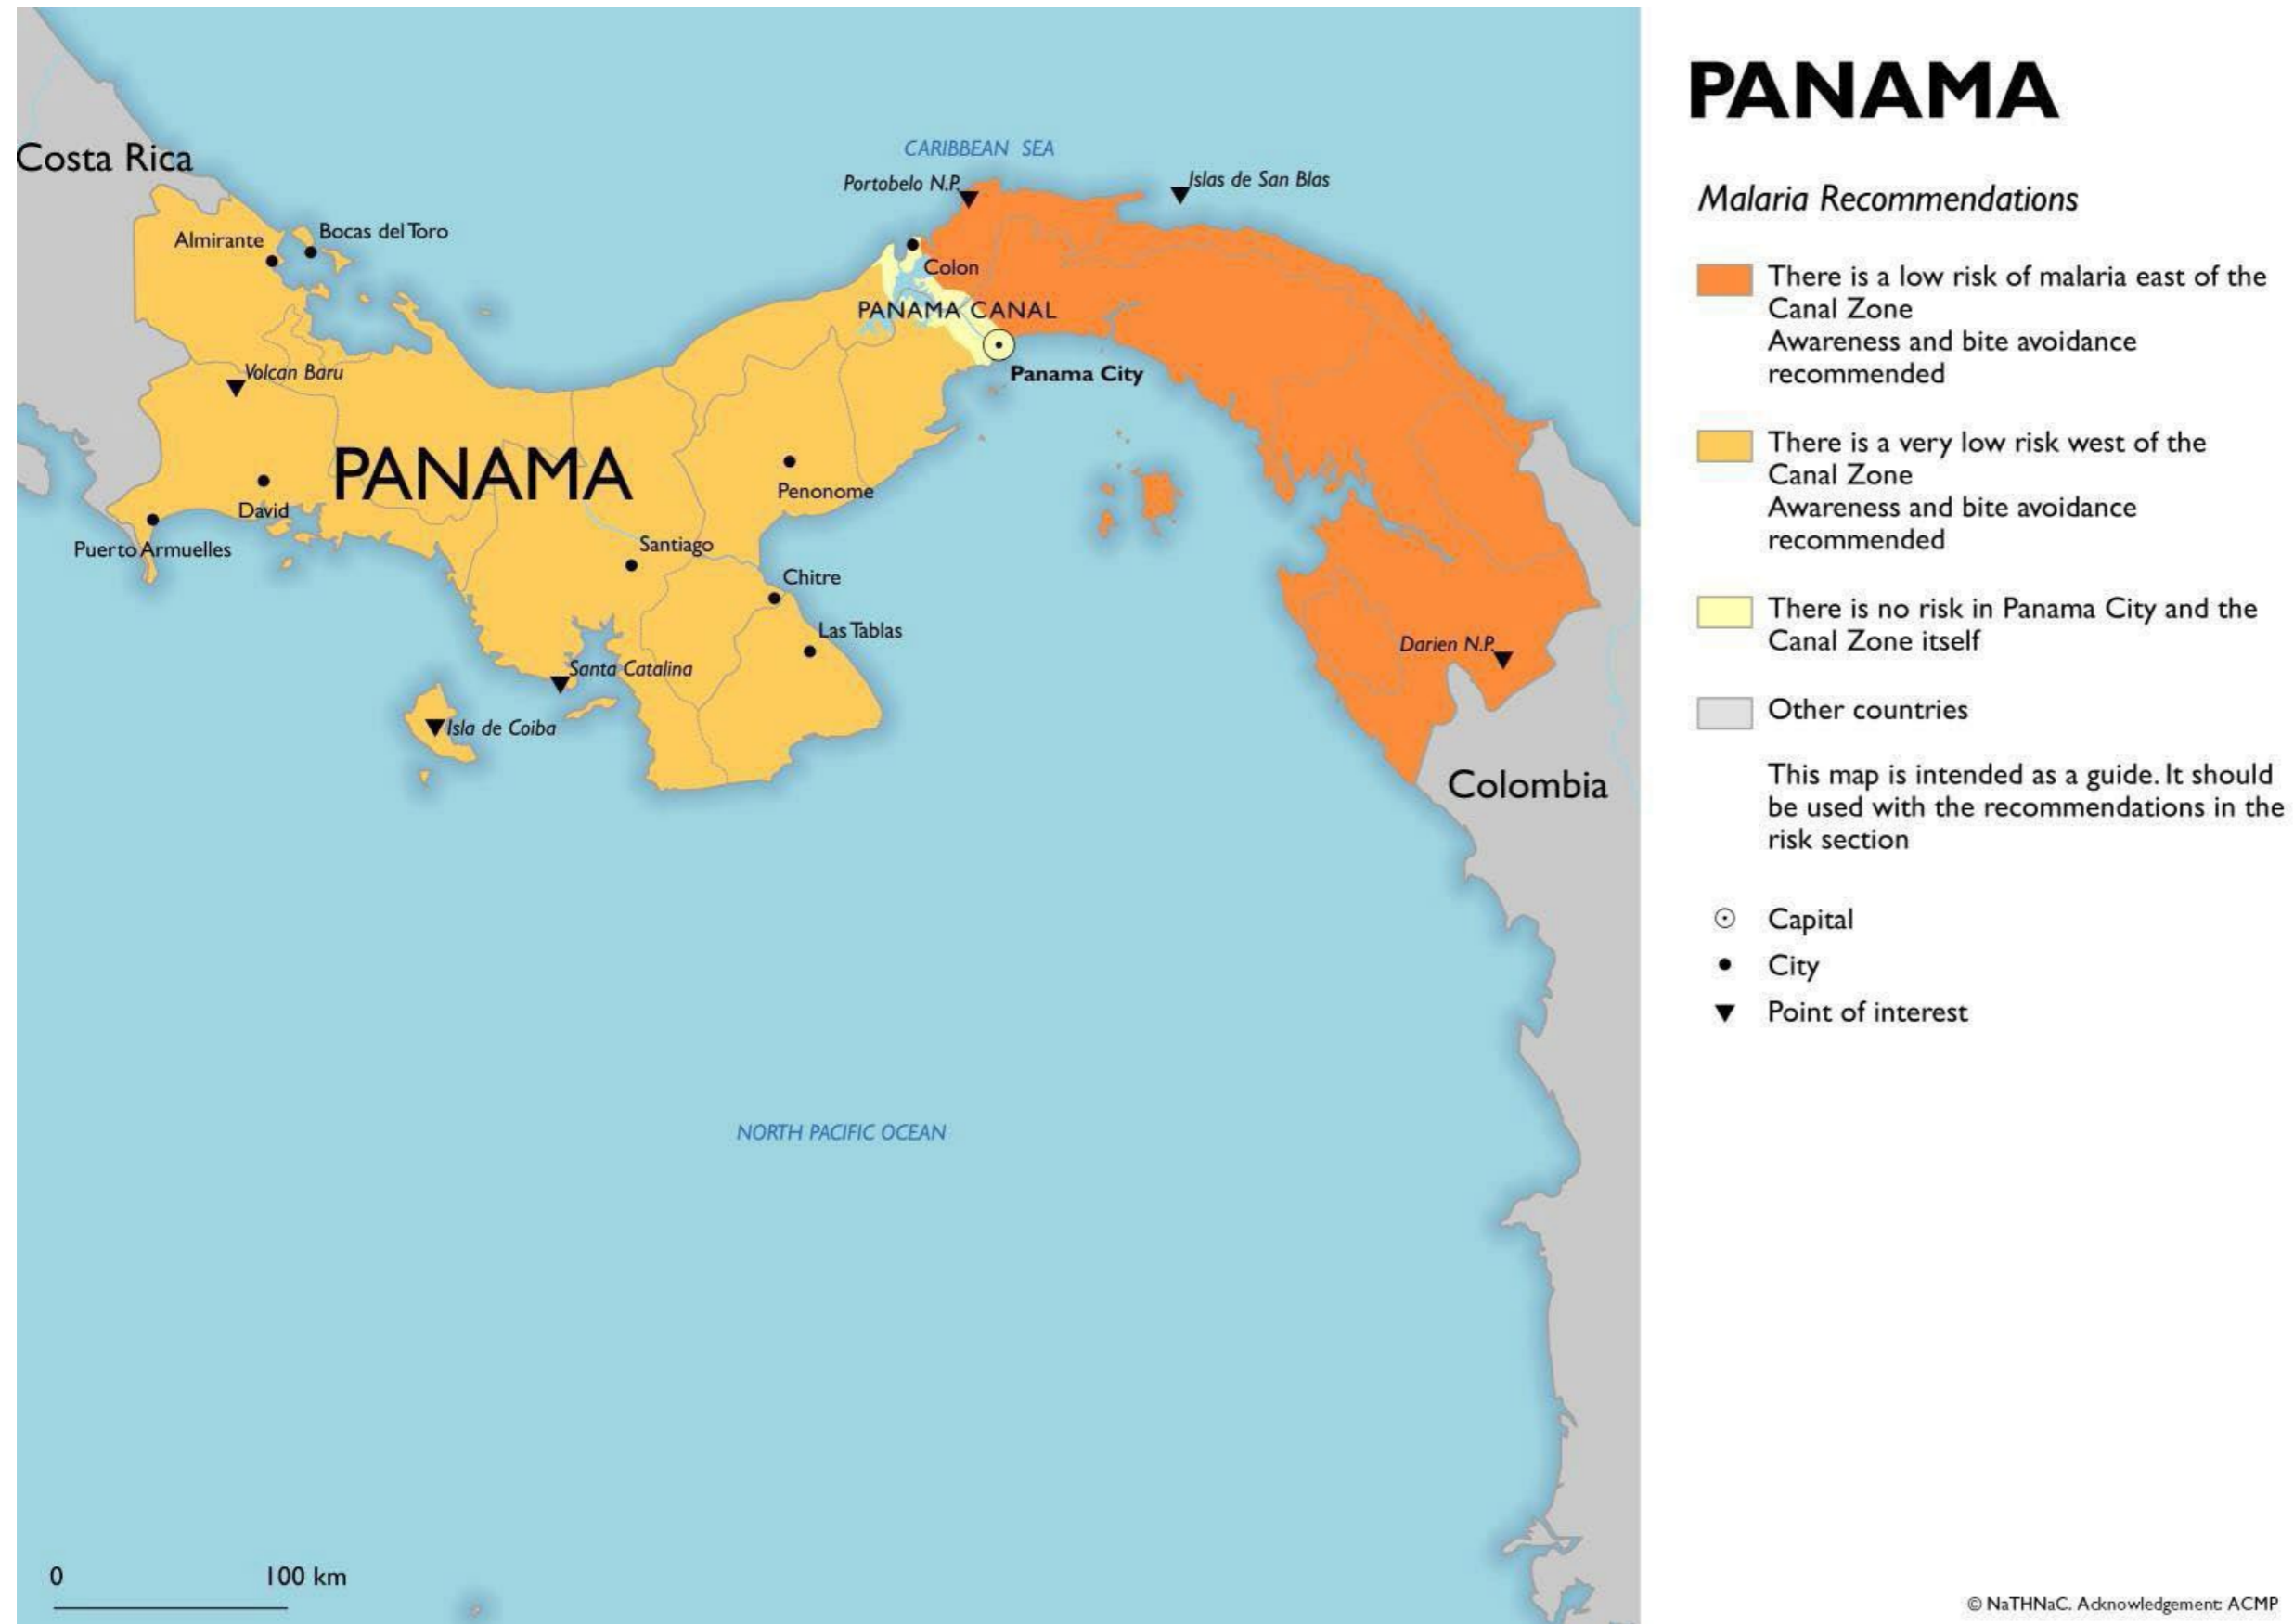 PANAMA
Malaria Recommendations
There is a low risk of malaria east of the
Canal Zone
Awareness and bite avoidance
recommended
There is a very low risk west of the
Canal Zone
Awareness and bite avoidance
recommended
There is no risk in Panama City and the
Canal Zone itself
Other countries
This map is intended as a guide. It should
be used with the recommendations in the
risk section
Capital
City
Point of interest
CARIBBEAN SEA
Costa Rica
Portobelo N.P.
Islas de San Blas
Almirante
Bocas del Toro
Colon
PANAMA CANAL
Volcan Baru
Panama City
PANAMA
Penonome
David
Puerto Armuelles
Santiago
Chitre
Las Tablas
Darien N.P.
Santa Catalina
Isla de Coiba
Colombia
NORTH PACIFIC OCEAN
0 100 km
© NaTHNaC. Acknowledgement: ACMP